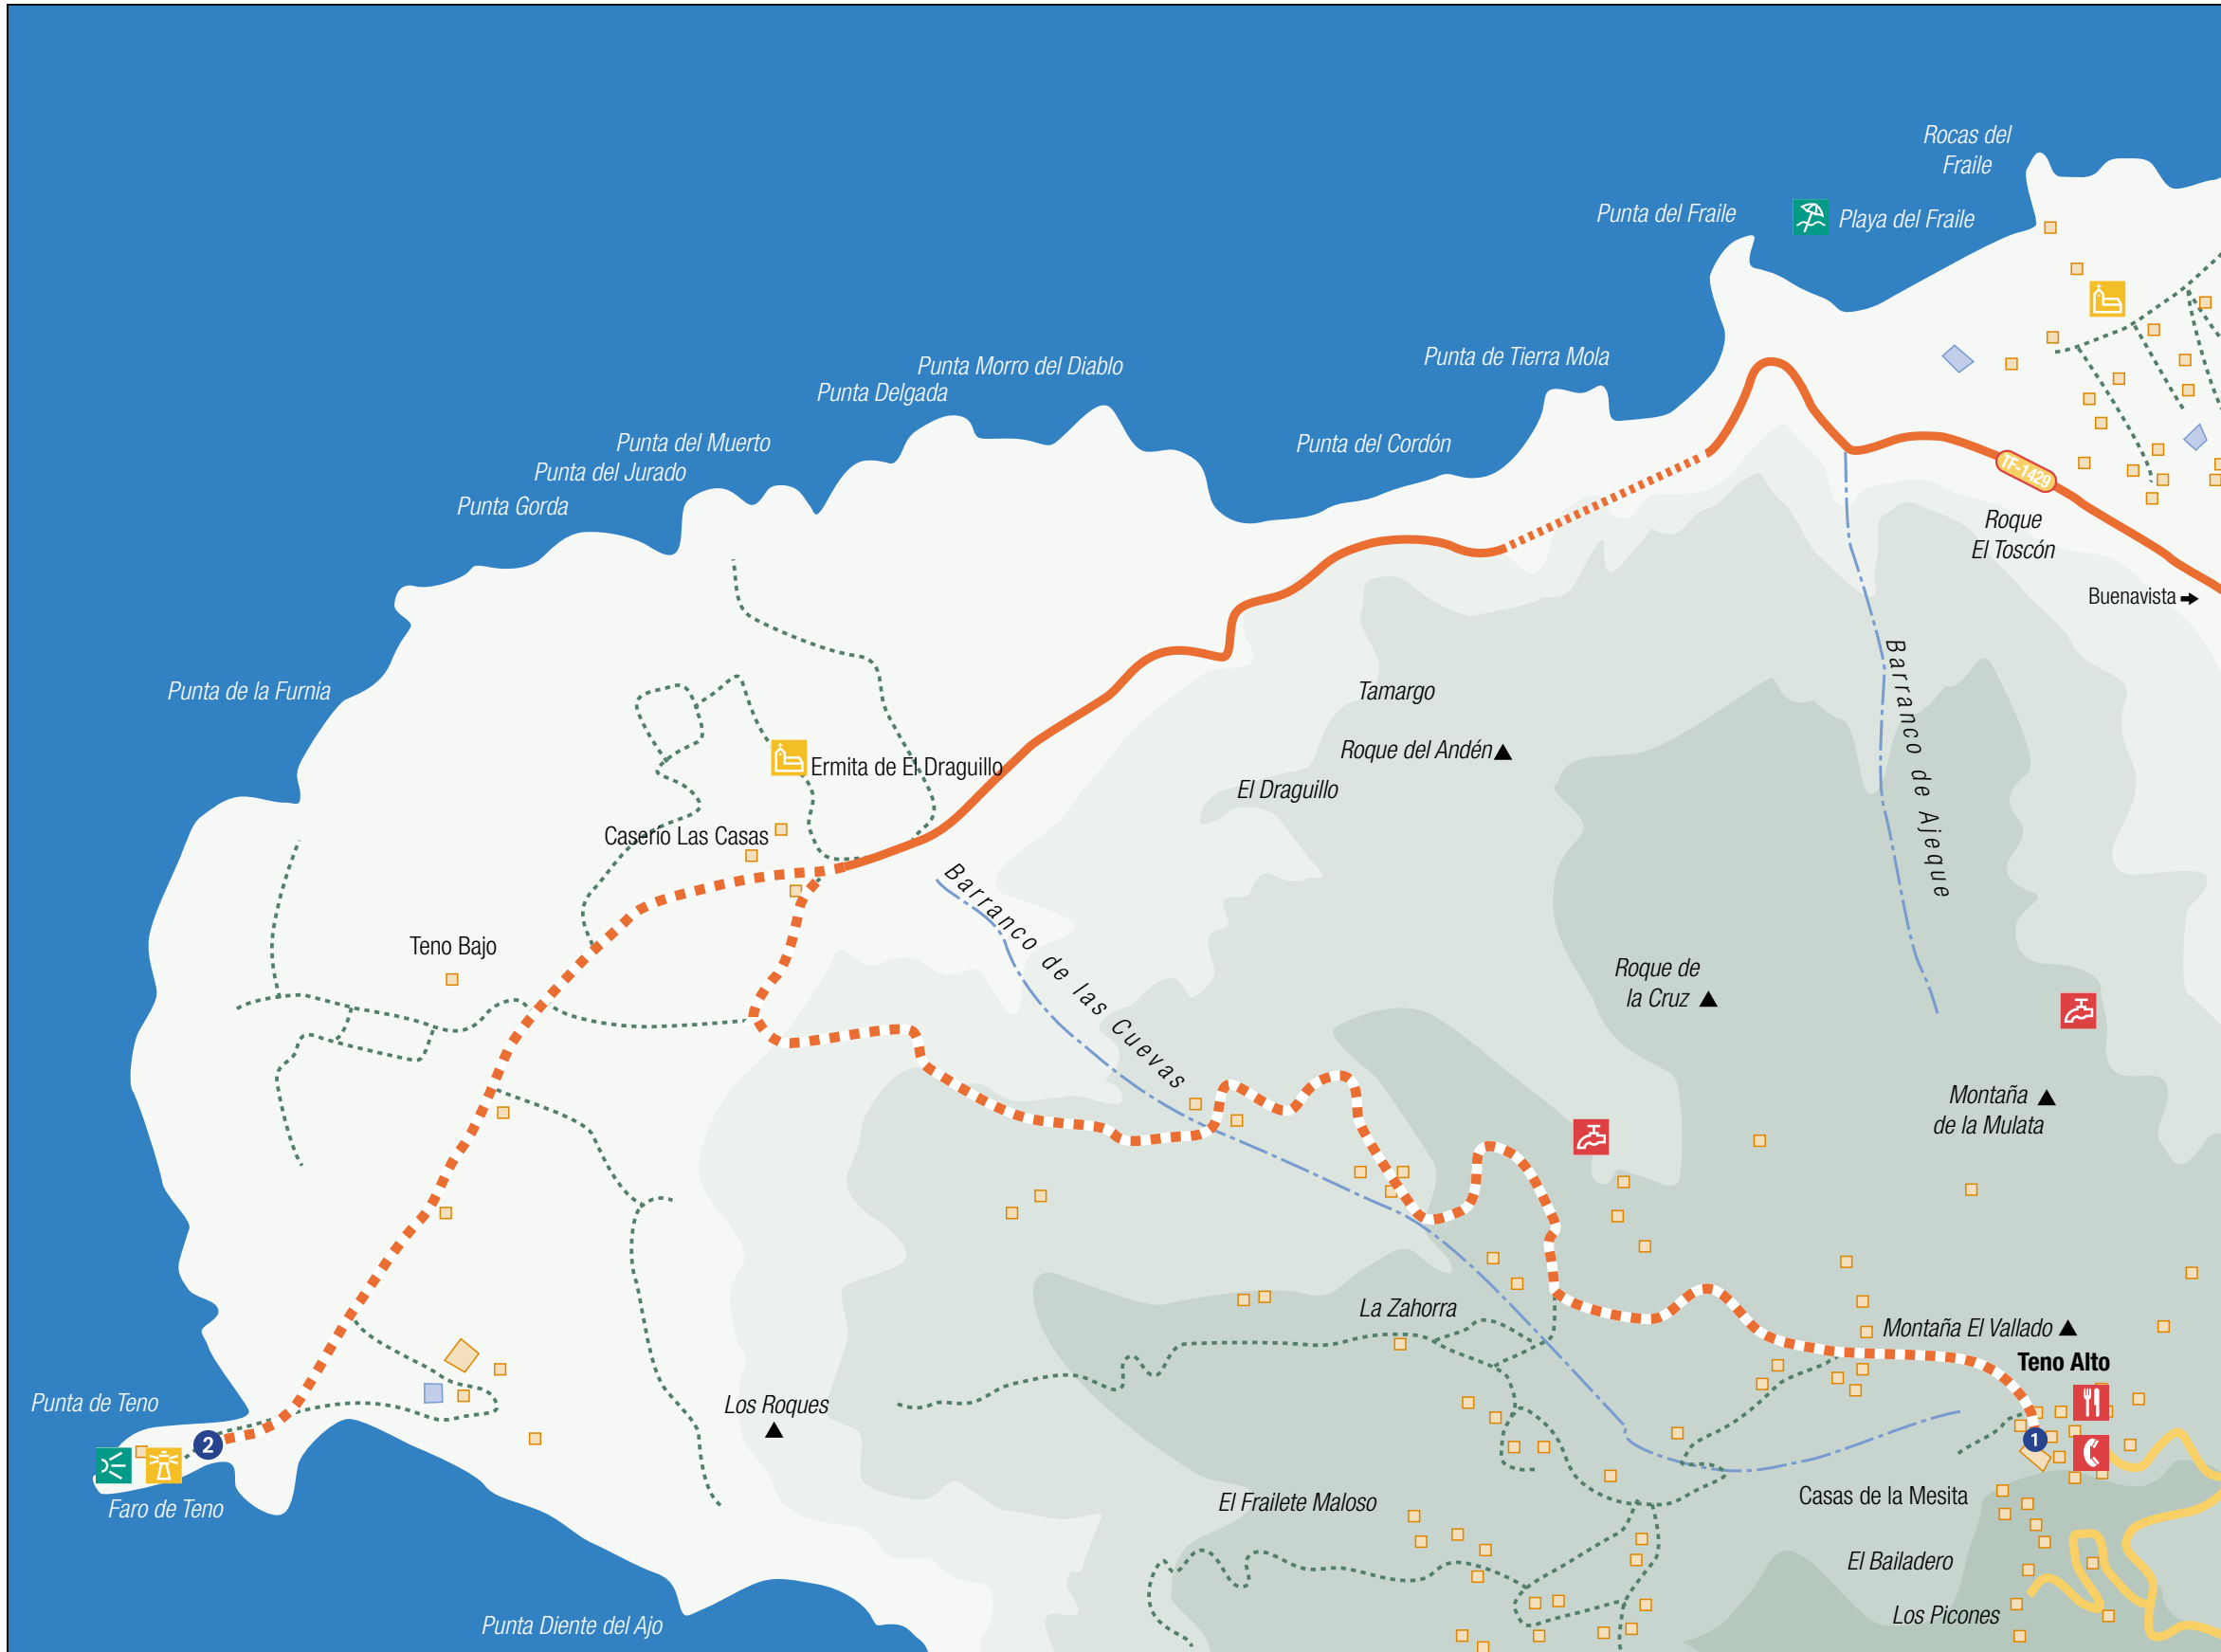 Rocas del
Fraile
Punta del Fraile
Playa del Fraile
Punta de Tierra Mola
Punta Morro del Diablo
Punta Delgada
Punta del Muerto
Punta del Cordón
Punta del Jurado
TF-1429
Punta Gorda
Roque
El Toscón
Buenavista
Punta de la Furnia
Tamargo
Barranco de Ajeque
Roque del Andén
Ermita de El Draguillo
El Draguillo
Caserío Las Casas
Barranco de las Cuevas
Teno Bajo
Roque de
la Cruz
Montaña
de la Mulata
La Zahorra
Montaña El Vallado
Teno Alto
Punta de Teno
Los Roques
2
1
Faro de Teno
El Frailete Maloso
Casas de la Mesita
El Bailadero
Los Picones
Punta Diente del Ajo